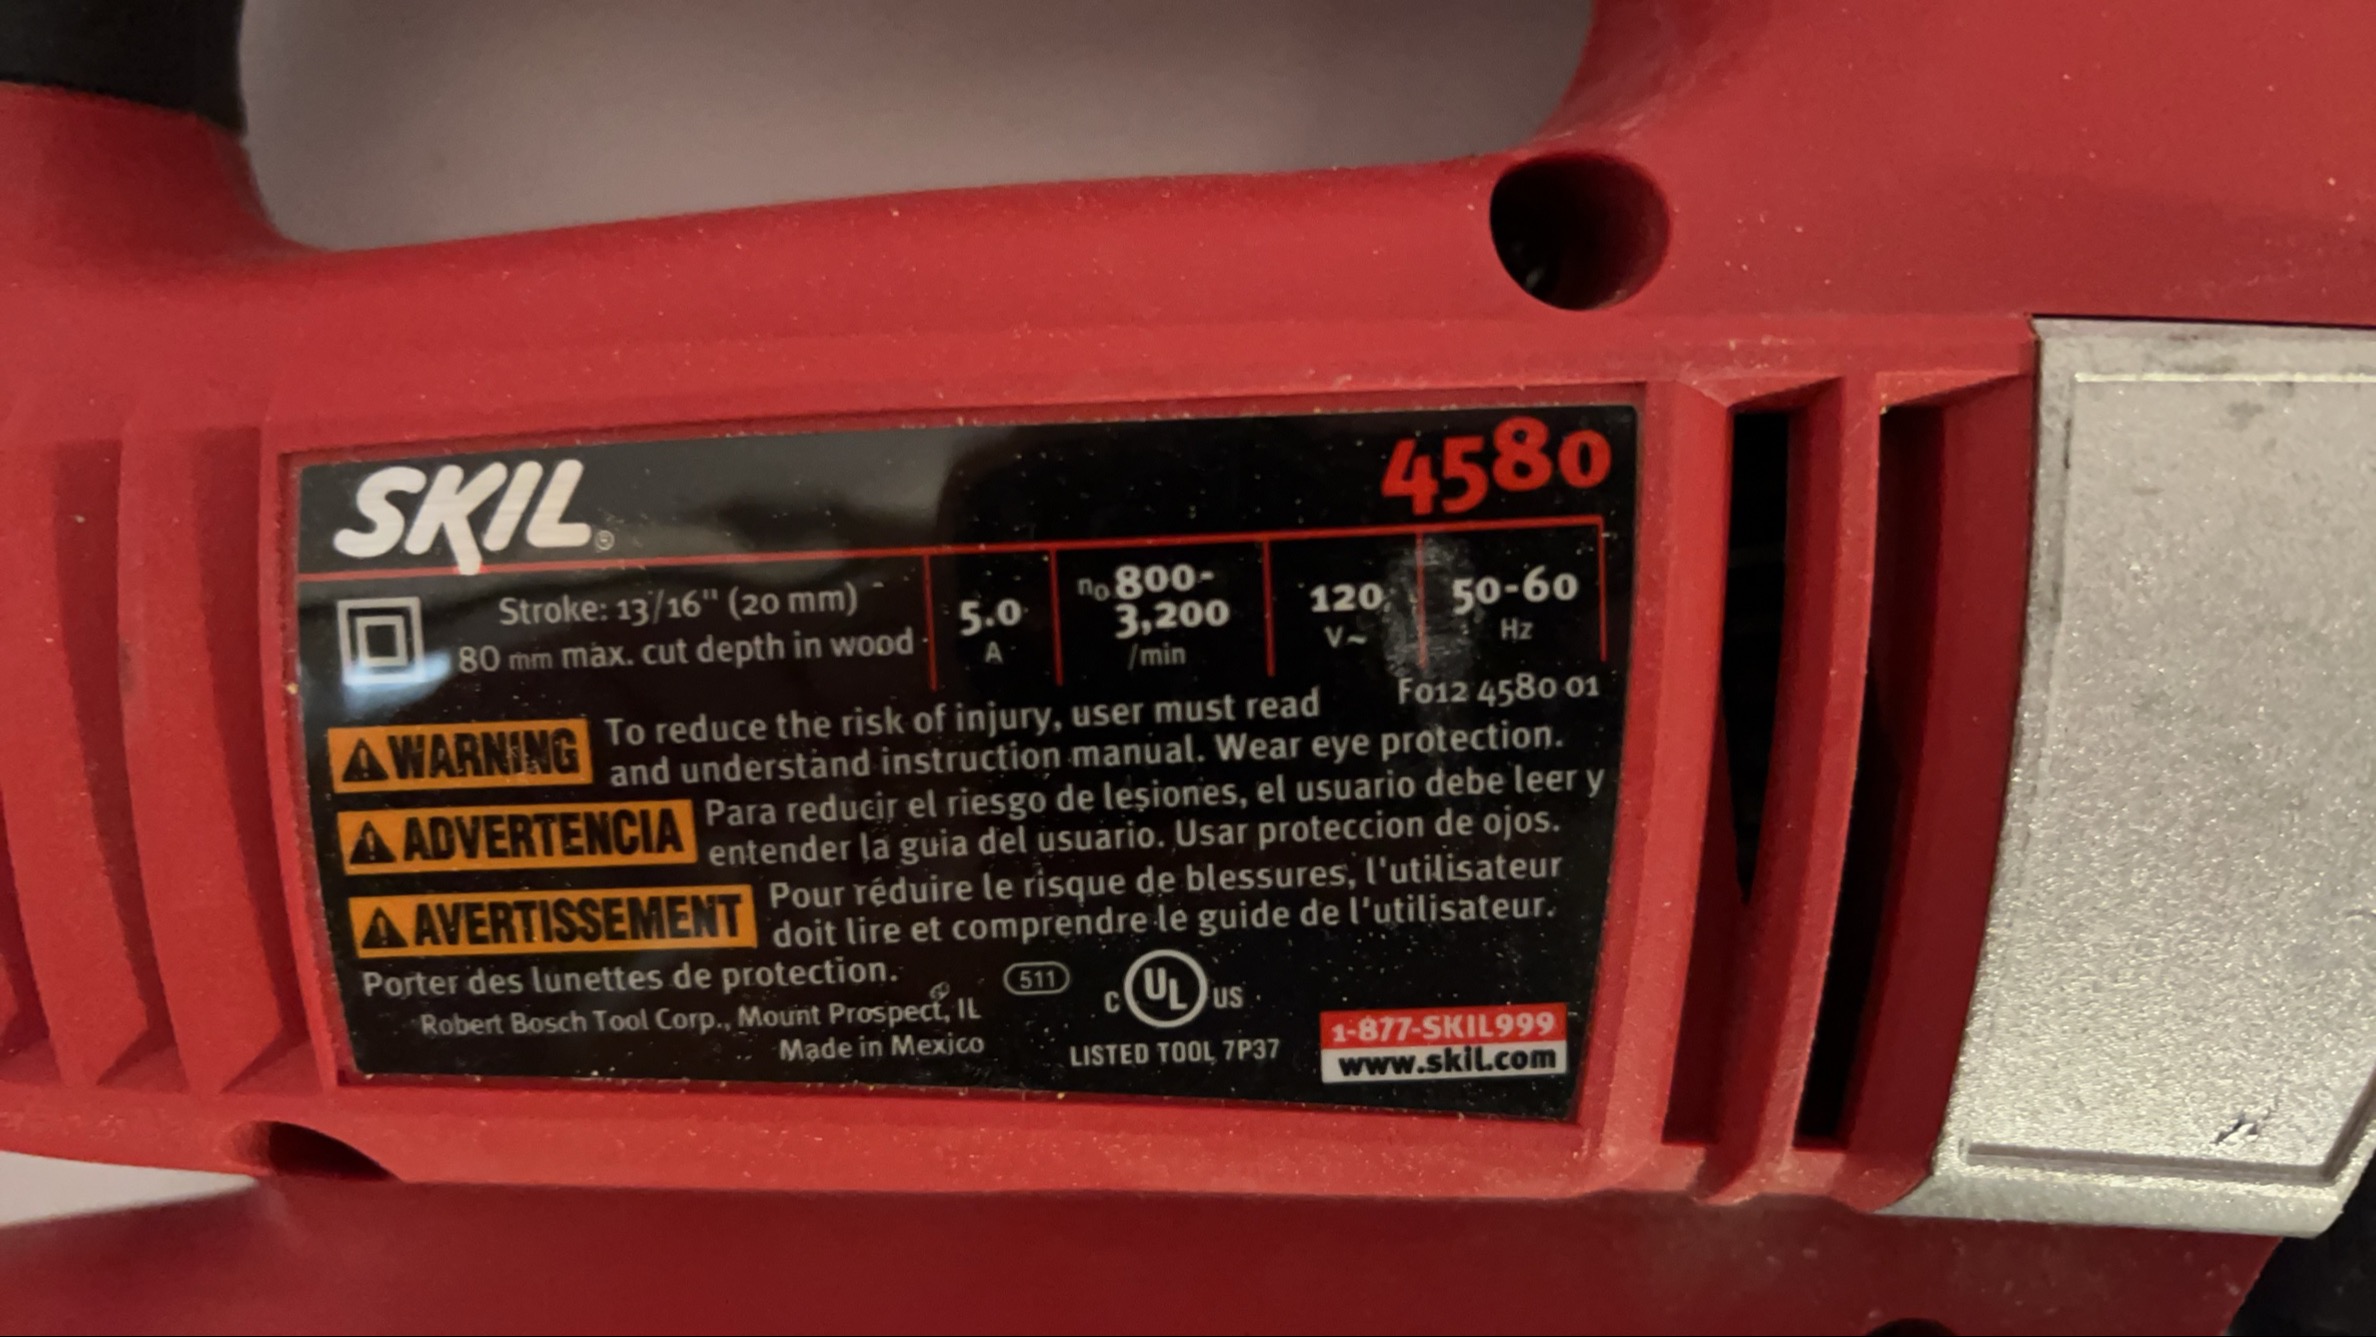 SKIL®
4580
Stroke: 13/16" (20 mm)
80 mm max. cut depth in wood
5.0
A
n₀ 800-
3,200
/min
120
V~
50-60
Hz
F012 4580 01
WARNING To reduce the risk of injury, user must read
and understand instruction manual. Wear eye protection.
ADVERTENCIA Para reducir el riesgo de lesiones, el usuario debe leer y
entender la guia del usuario. Usar proteccion de ojos.
AVERTISSEMENT Pour réduire le risque de blessures, l'utilisateur
doit lire et comprendre le guide de l'utilisateur.
Porter des lunettes de protection.
511
Robert Bosch Tool Corp., Mount Prospect, IL
Made in Mexico
C UL US
LISTED TOOL 7P37
1-877-SKIL999
www.skil.com